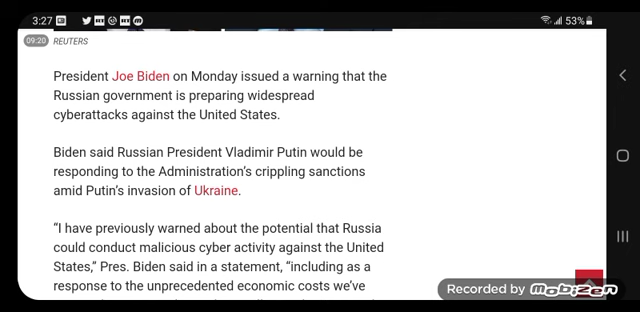 3:27
53%
09:20 REUTERS
President Joe Biden on Monday issued a warning that the
Russian government is preparing widespread
cyberattacks against the United States.
Biden said Russian President Vladimir Putin would be
responding to the Administration's crippling sanctions
amid Putin's invasion of Ukraine.
“I have previously warned about the potential that Russia
could conduct malicious cyber activity against the United
States,” Pres. Biden said in a statement, “including as a
response to the unprecedented economic costs we've
Recorded by Mobizen